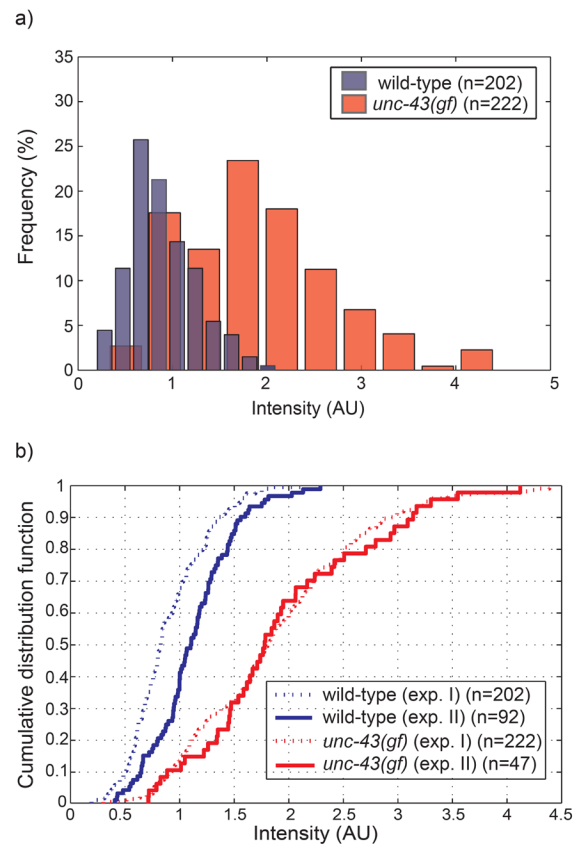 a)
35
30
25
20
15
10
5
0
Frequency (%)
wild-type (n=202)
unc-43(gf) (n=222)
0 1 2 3 4 5
Intensity (AU)
b)
1
0.9
0.8
0.7
0.6
0.5
0.4
0.3
0.2
0.1
0
Cumulative distribution function
wild-type (exp. I) (n=202)
wild-type (exp. II) (n=92)
unc-43(gf) (exp. I) (n=222)
unc-43(gf) (exp. II) (n=47)
0.5 1 1.5 2 2.5 3 3.5 4 4.5
Intensity (AU)